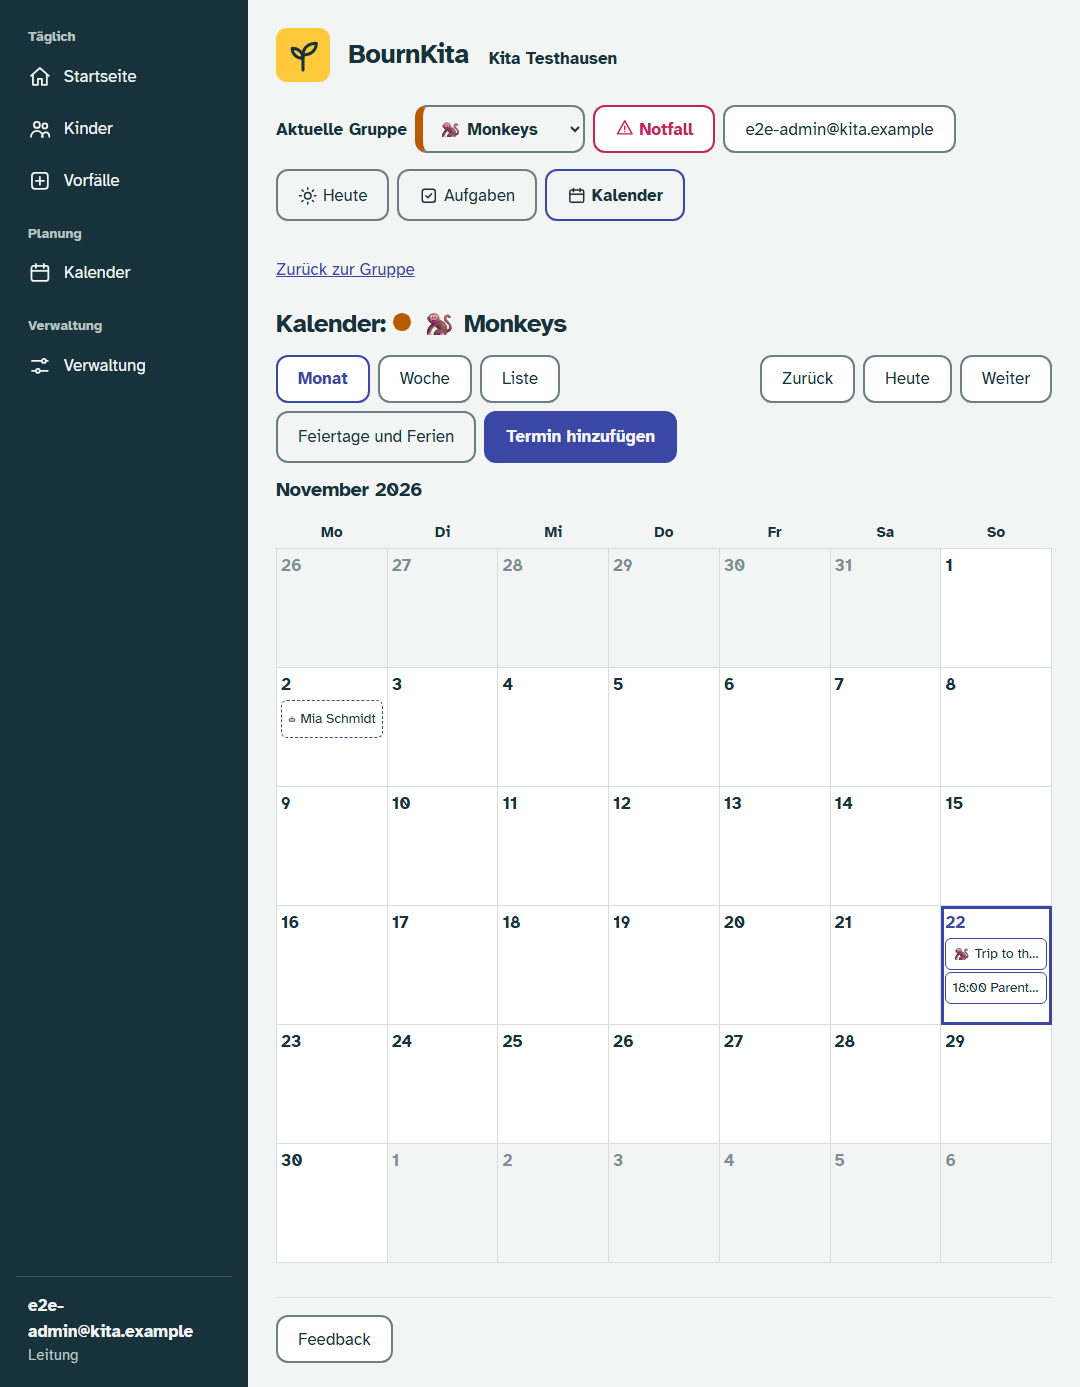 Täglich
Startseite
Kinder
Vorfälle
Planung
Kalender
Verwaltung
Verwaltung
e2e-
admin@kita.example
Leitung
BournKita Kita Testhausen
Aktuelle Gruppe Monkeys Notfall e2e-admin@kita.example
Heute Aufgaben Kalender
Zurück zur Gruppe
Kalender: Monkeys
Monat Woche Liste Zurück Heute Weiter
Feiertage und Ferien Termin hinzufügen
November 2026
Mo Di Mi Do Fr Sa So
26 27 28 29 30 31 1
2 3 4 5 6 7 8
Mia Schmidt
9 10 11 12 13 14 15
16 17 18 19 20 21 22
Trip to th...
18:00 Parent...
23 24 25 26 27 28 29
30 1 2 3 4 5 6
Feedback